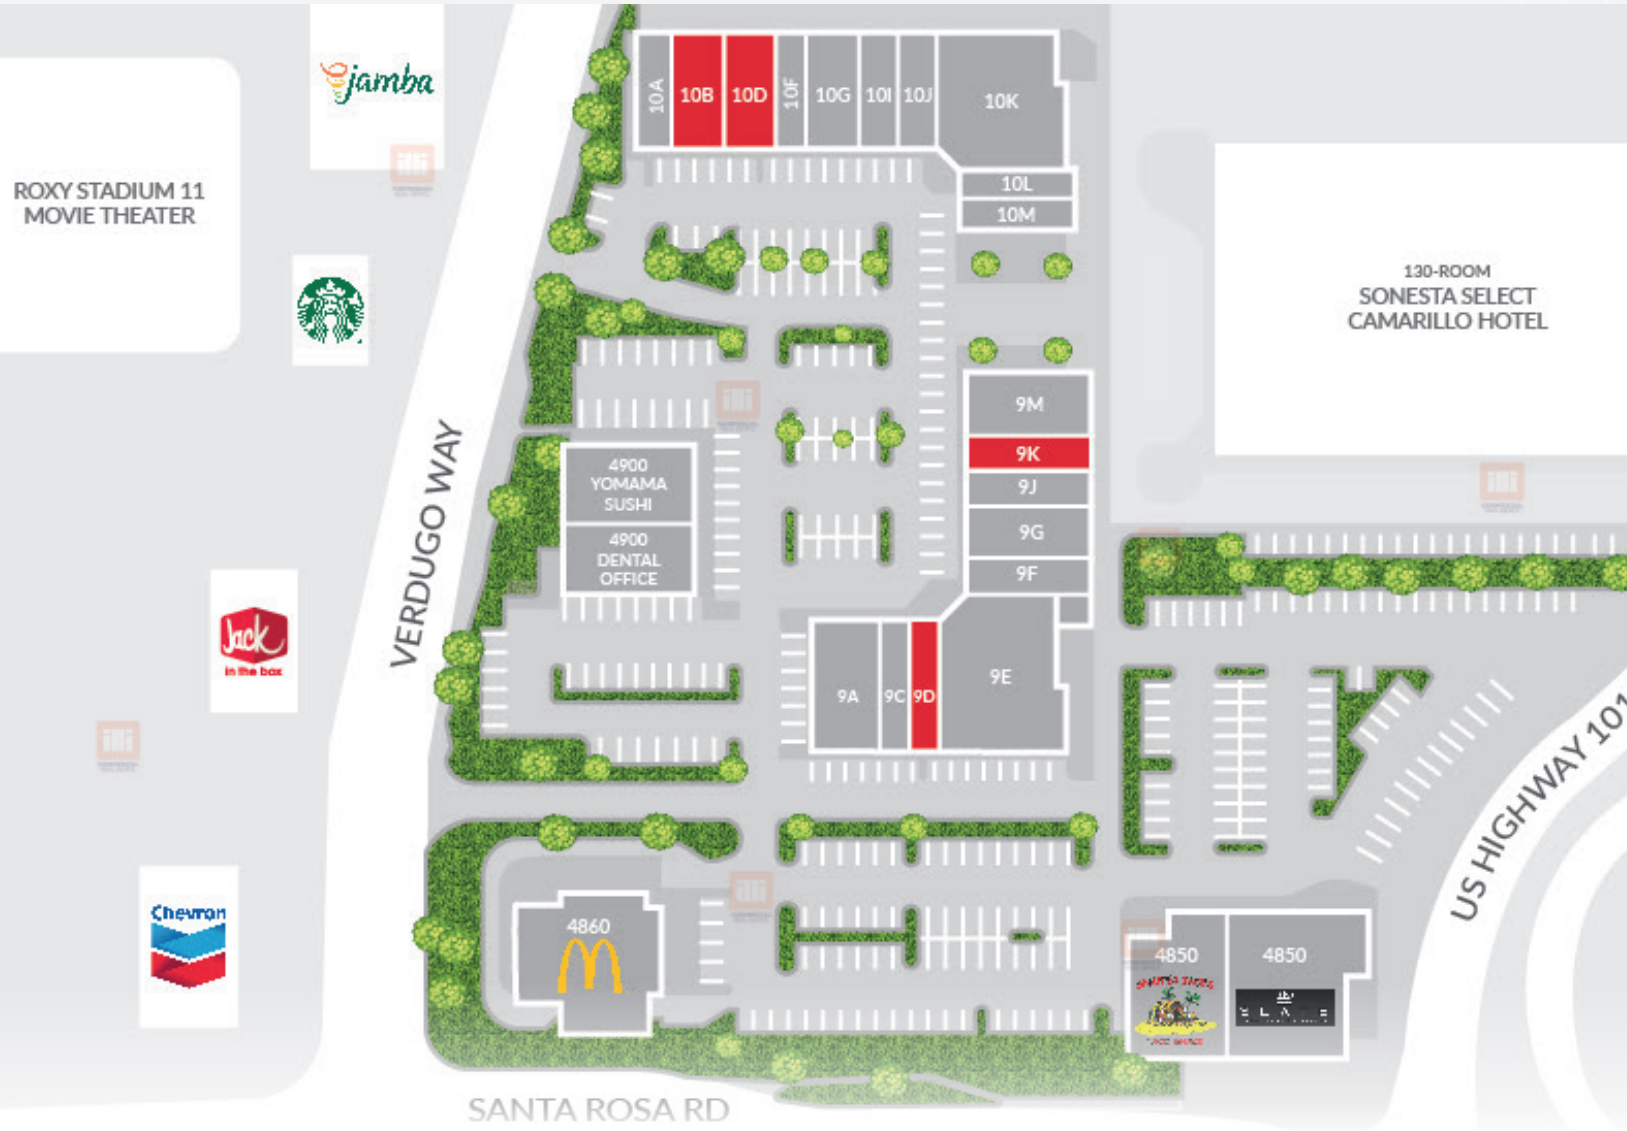 jamba
10A
10B
10D
10F
10G
10I
10J
10K
10L
10M
ROXY STADIUM 11
MOVIE THEATER
130-ROOM
SONESTA SELECT
CAMARILLO HOTEL
VERDUGO WAY
9M
9K
9J
9G
9F
4900
YOMAMA
SUSHI
4900
DENTAL
OFFICE
Jack
in the box
9A
9C
9D
9E
US HIGHWAY 101
Chevron
4860
4850
4850
SANTA ROSA RD